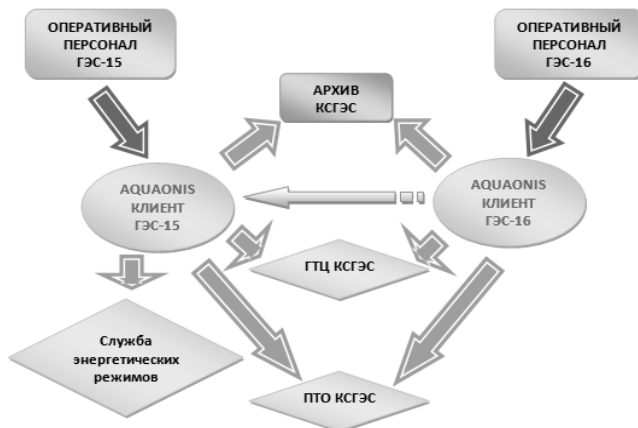 ОПЕРАТИВНЫЙ
ПЕРСОНАЛ
ГЭС-15
ОПЕРАТИВНЫЙ
ПЕРСОНАЛ
ГЭС-16
АРХИВ
КСГЭС
AQUAONIS
КЛИЕНТ
ГЭС-15
AQUAONIS
КЛИЕНТ
ГЭС-16
ГТЦ КСГЭС
Служба
энергетических
режимов
ПТО КСГЭС